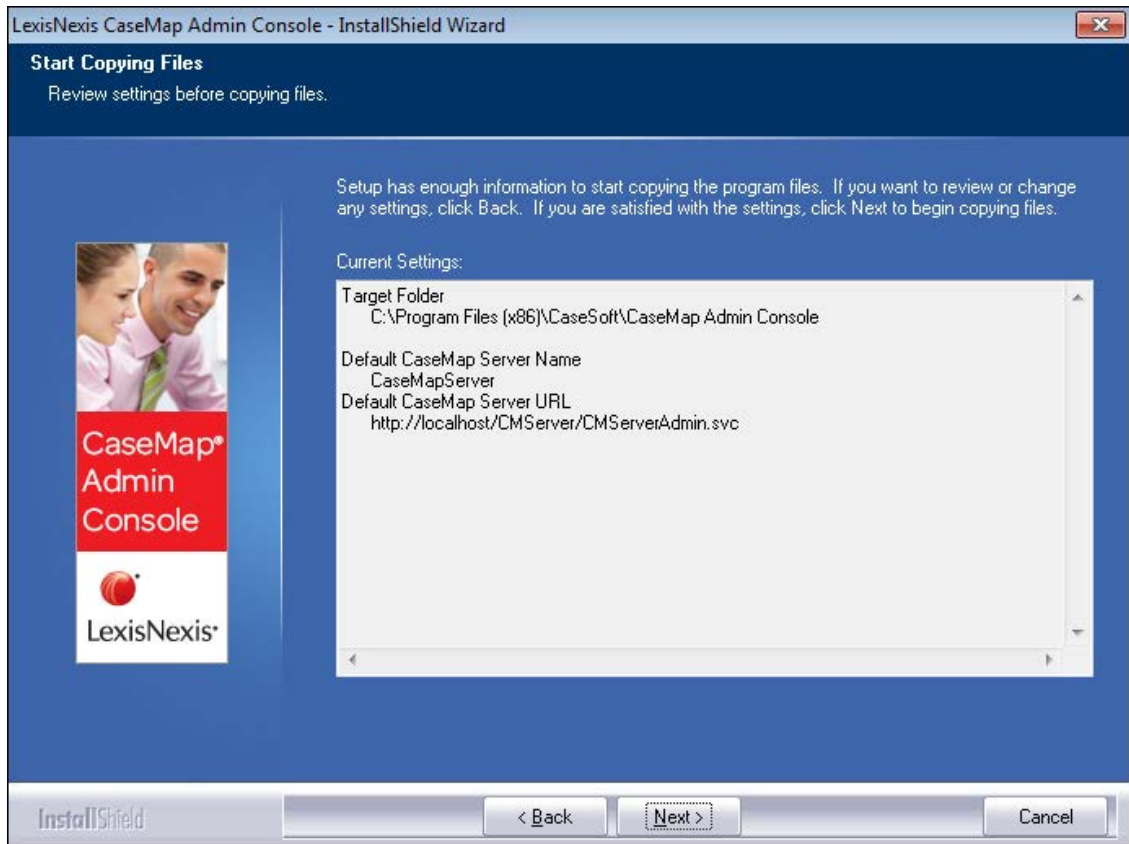 LexisNexis CaseMap Admin Console - InstallShield Wizard
Start Copying Files
Review settings before copying files.
Setup has enough information to start copying the program files.  If you want to review or change
any settings, click Back.  If you are satisfied with the settings, click Next to begin copying files.
Current Settings:
Target Folder
C:\Program Files (x86)\CaseSoft\CaseMap Admin Console
Default CaseMap Server Name
CaseMapServer
Default CaseMap Server URL
http://localhost/CMServer/CMServerAdmin.svc
CaseMap®
Admin
Console
LexisNexis®
InstallShield
< Back
Next >
Cancel